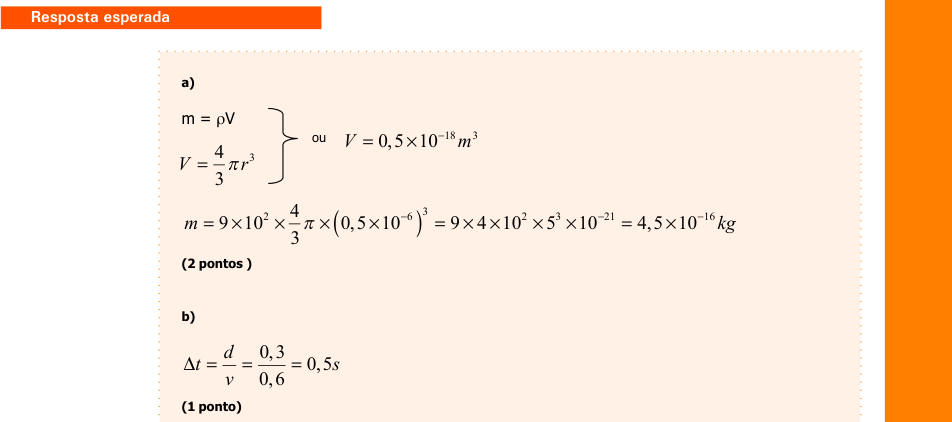 Resposta esperada
a)
m = ρV
V = 4/3 πr³
ou V = 0,5×10⁻¹⁸ m³
m = 9×10² × 4/3 π × (0,5×10⁻⁶)³ = 9×4×10² ×5³ ×10⁻²¹ = 4,5×10⁻¹⁶ kg
(2 pontos )
b)
Δt = d/v = 0,3/0,6 = 0,5s
(1 ponto)